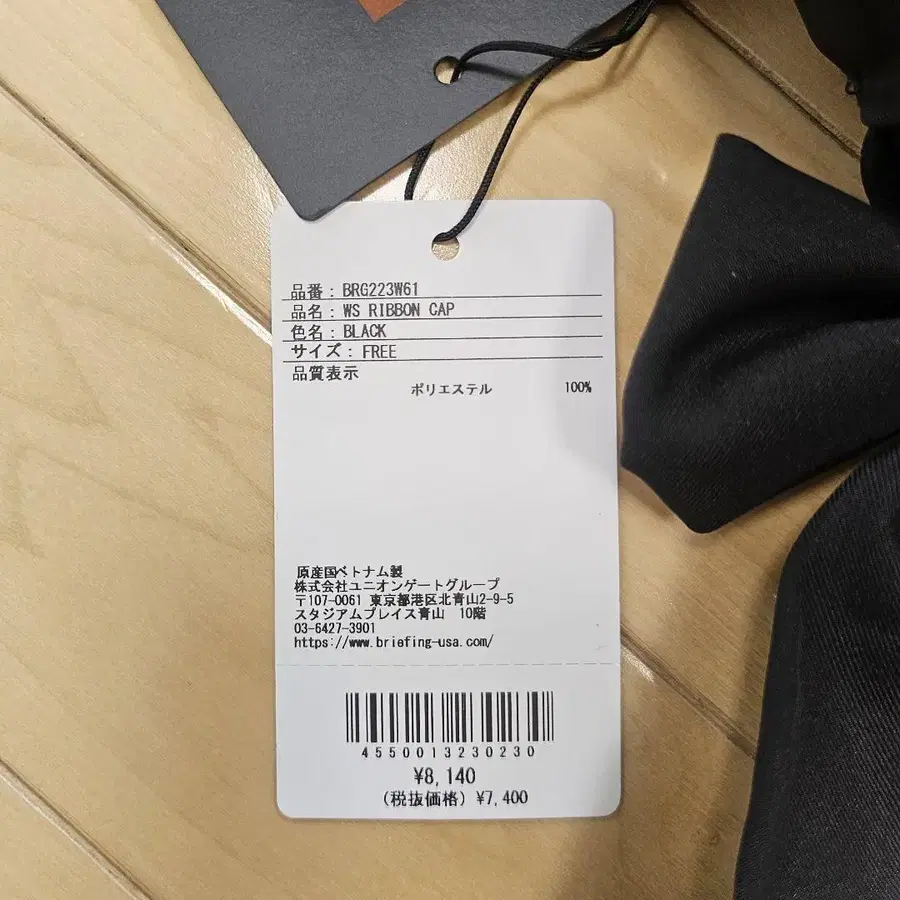 品番：BRG223W61
品名：WS RIBBON CAP
色名：BLACK
サイズ：FREE
品質表示
ポリエステル 100%
原産国ベトナム製
株式会社ユニオンゲートグループ
〒107-0061 東京都港区北青山2-9-5
スタジアムプレイス青山 10階
03-6427-3901
https://www.briefing-usa.com/
4550013230230
¥8,140
(税抜価格) ¥7,400